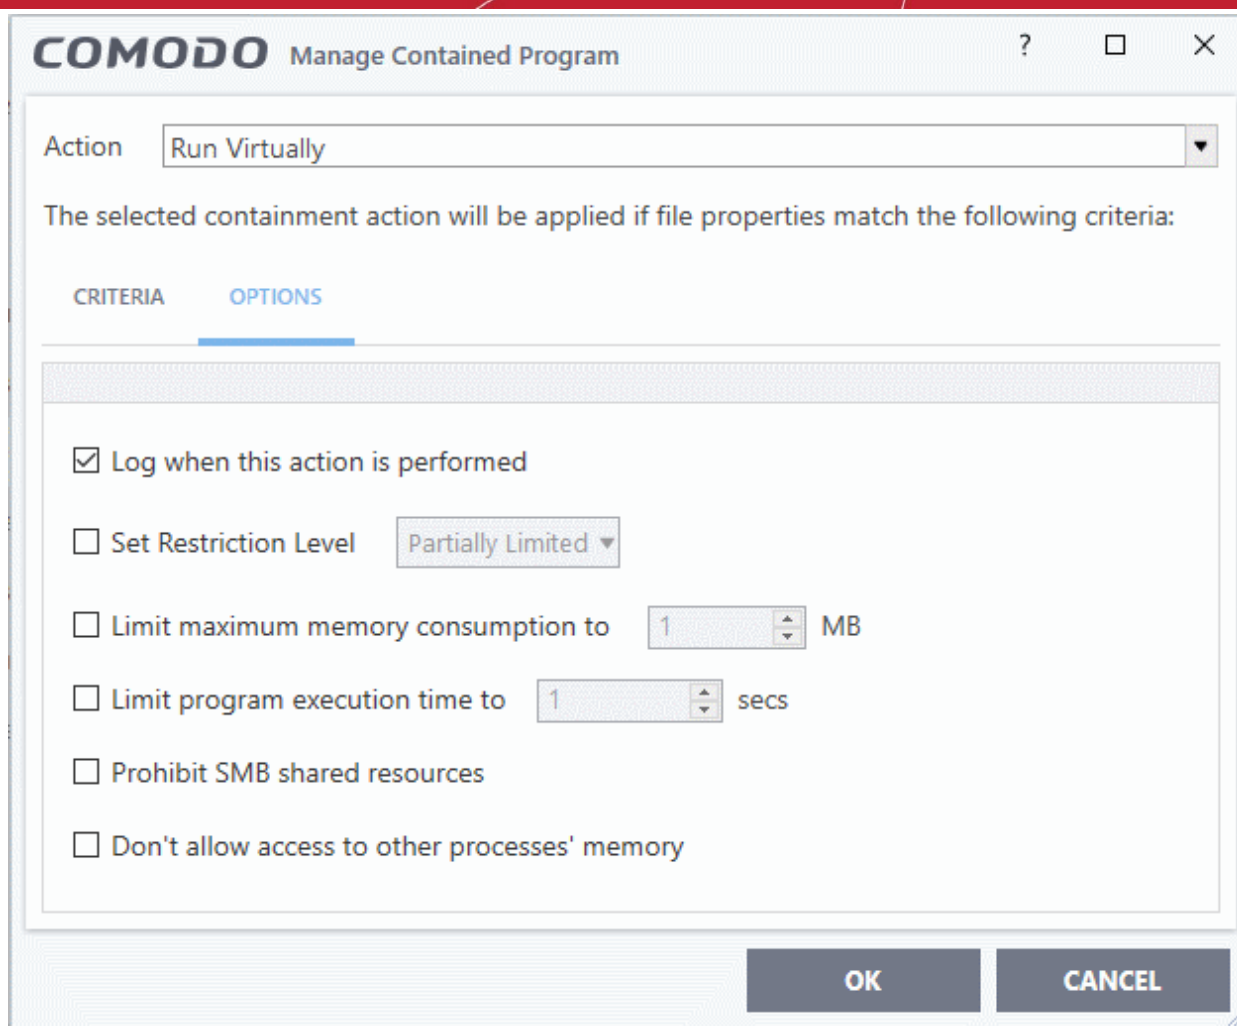 COMODO Manage Contained Program ?
Action Run Virtually
The selected containment action will be applied if file properties match the following criteria:
CRITERIA OPTIONS
Log when this action is performed
Set Restriction Level Partially Limited
Limit maximum memory consumption to 1 MB
Limit program execution time to 1 secs
Prohibit SMB shared resources
Don't allow access to other processes' memory
OK CANCEL